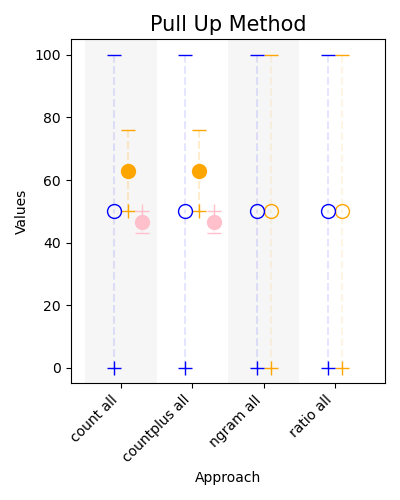 Pull Up Method
Values
100
80
60
40
20
0
count all
countplus all
ngram all
ratio all
Approach